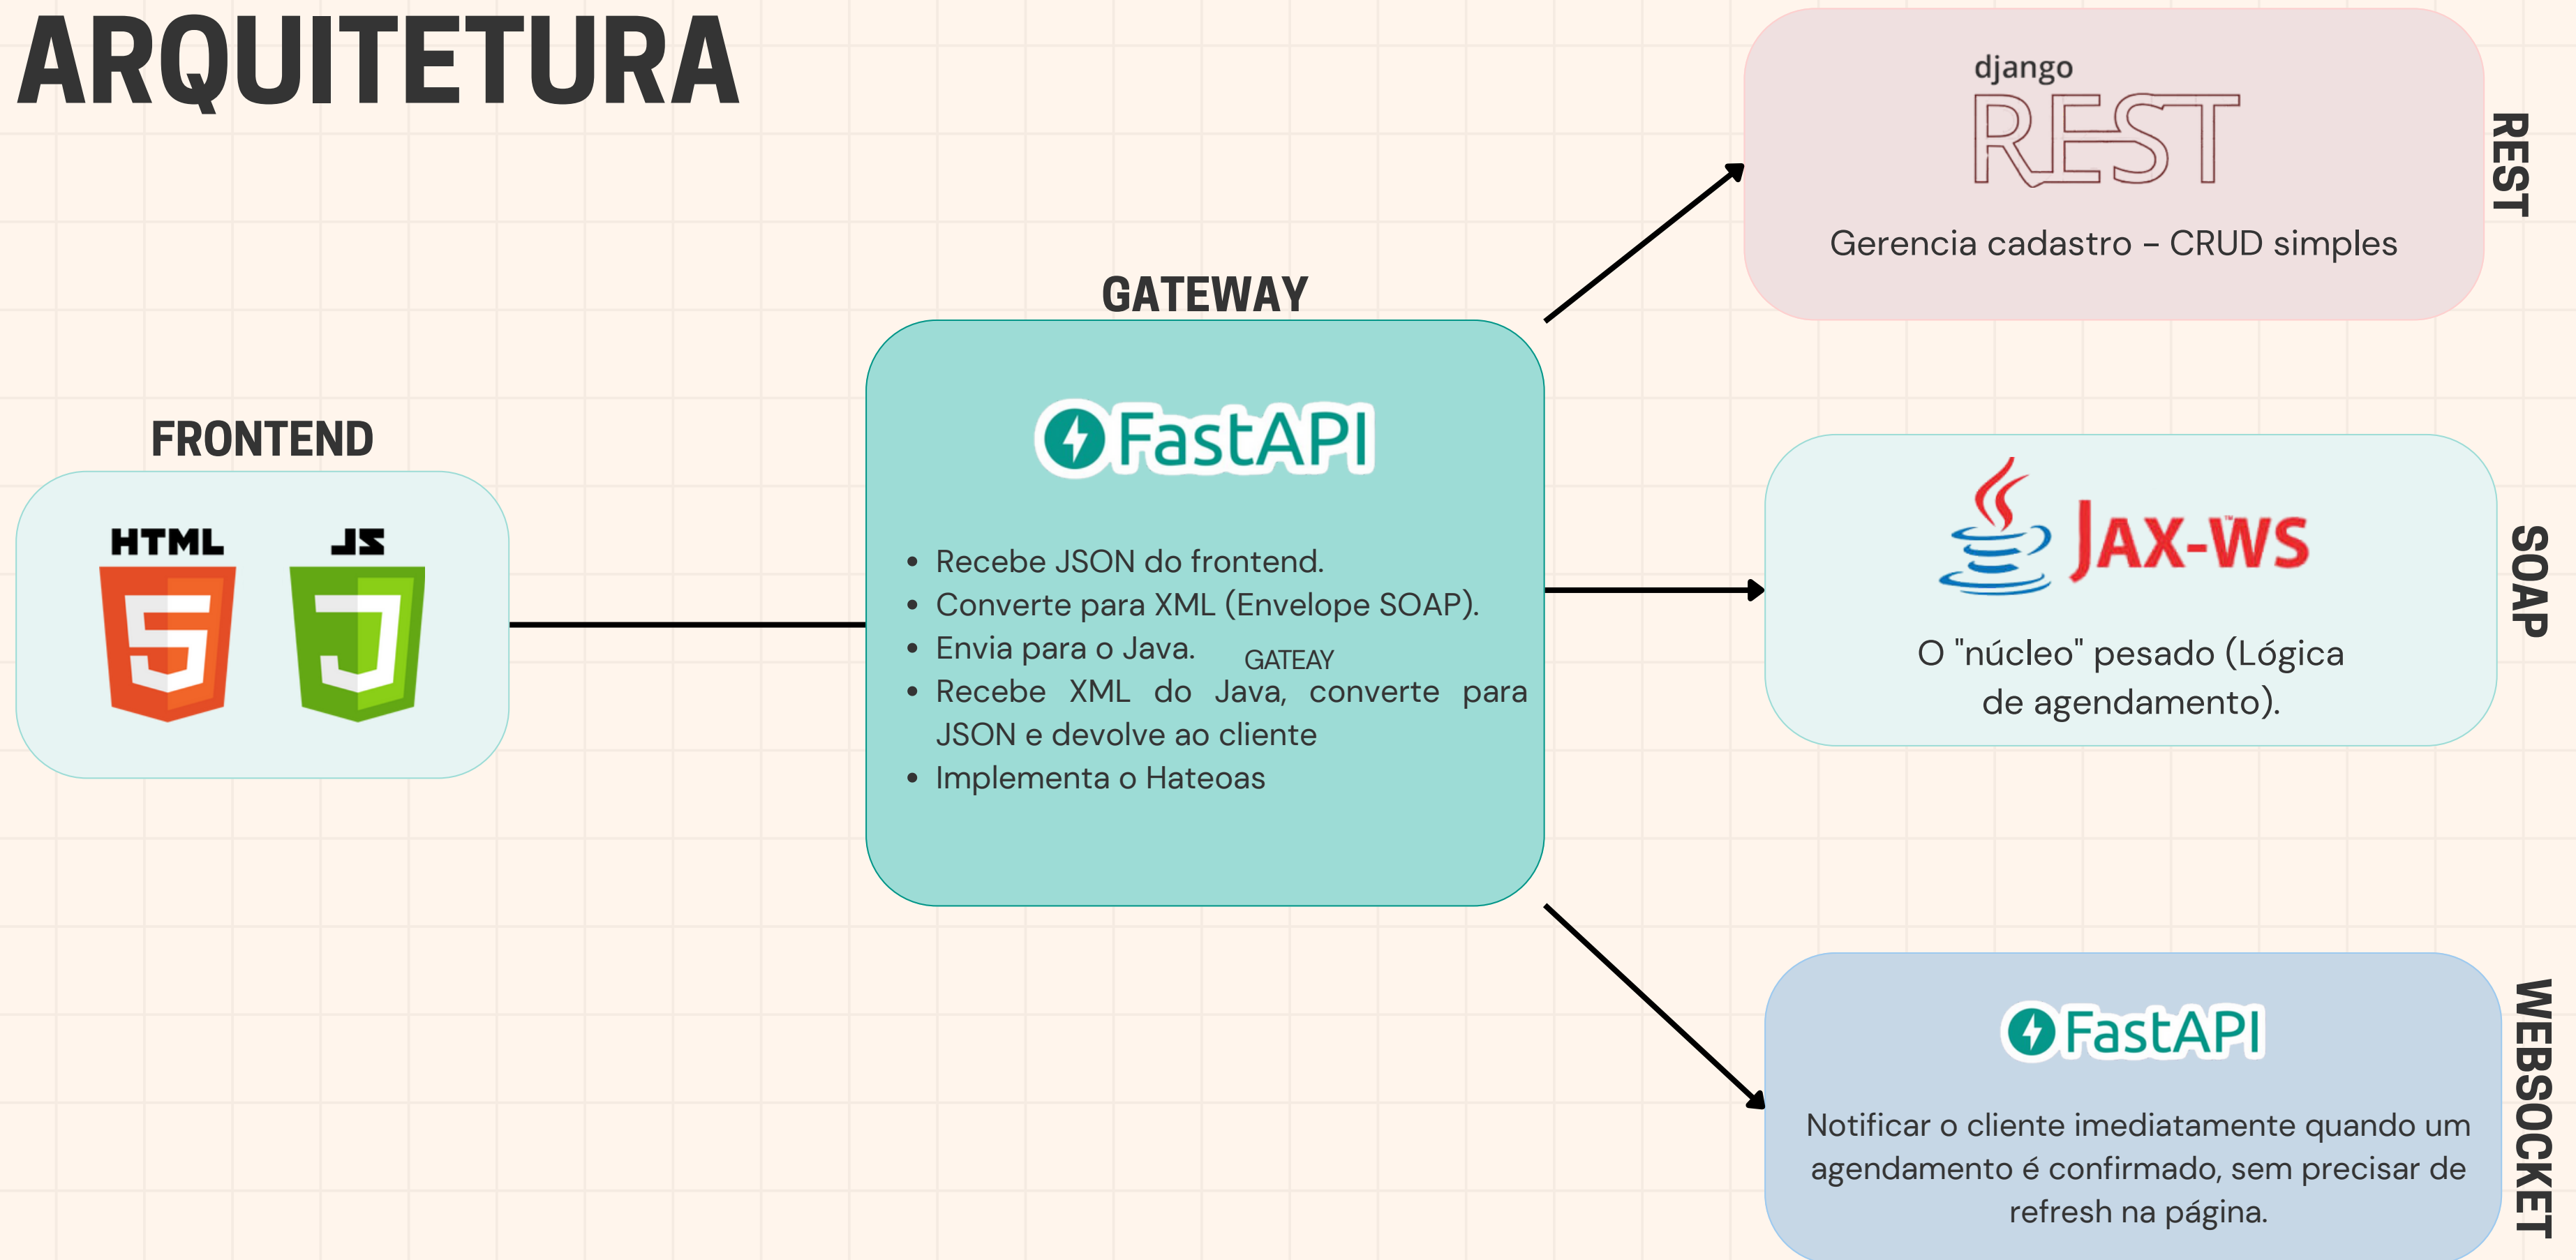 ARQUITETURA
FRONTEND
HTML
JS
GATEWAY
FastAPI
• Recebe JSON do frontend.
• Converte para XML (Envelope SOAP).
• Envia para o Java.
GATEAY
• Recebe XML do Java, converte para
JSON e devolve ao cliente
• Implementa o Hateoas
django
REST
Gerencia cadastro - CRUD simples
REST
JAX-WS™
O "núcleo" pesado (Lógica
de agendamento).
SOAP
FastAPI
Notificar o cliente imediatamente quando um
agendamento é confirmado, sem precisar de
refresh na página.
WEBSOCKET